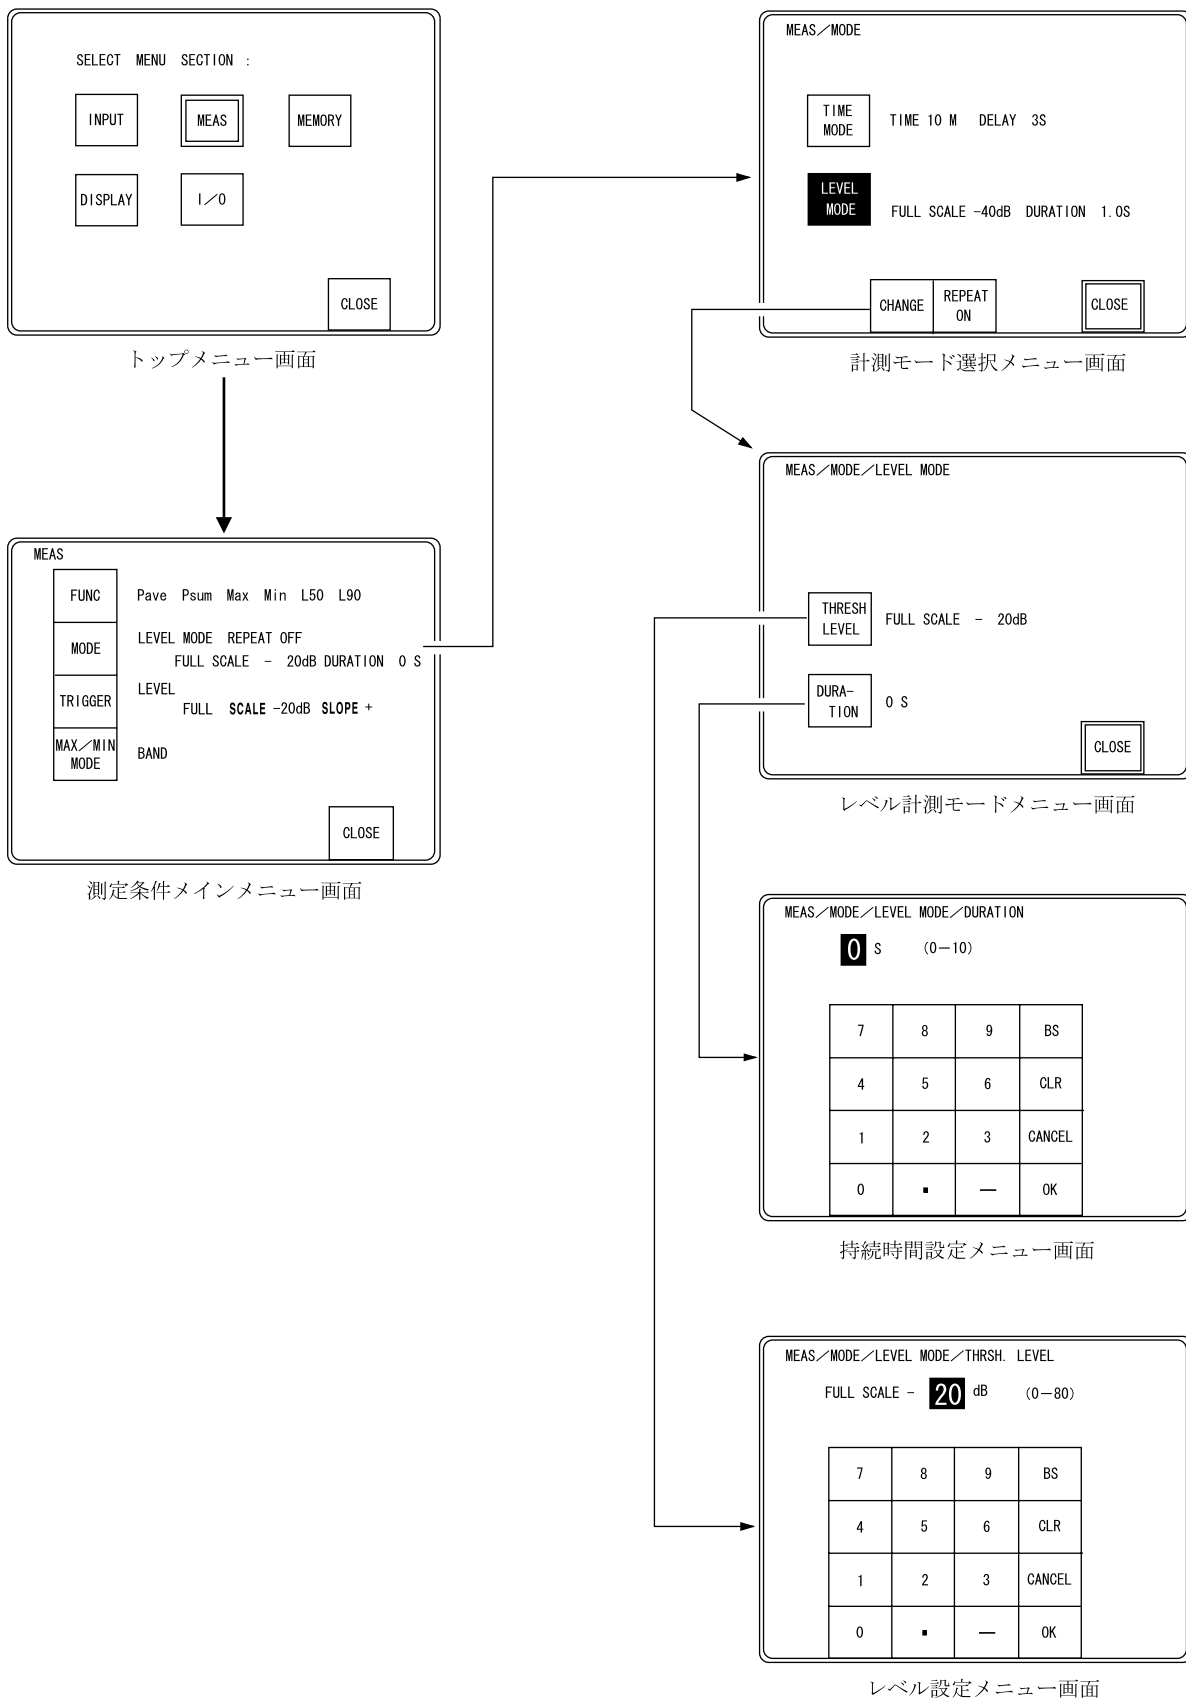 SELECT MENU SECTION :
INPUT
MEAS
MEMORY
DISPLAY
I／O
CLOSE
トップメニュー画面
MEAS
FUNC
Pave Psum Max Min L50 L90
MODE
LEVEL MODE REPEAT OFF
FULL SCALE － 20dB DURATION 0 S
TRIGGER
LEVEL
FULL SCALE -20dB SLOPE +
MAX／MIN
MODE
BAND
CLOSE
測定条件メインメニュー画面
MEAS／MODE
TIME
MODE
TIME 10 M DELAY 3S
LEVEL
MODE
FULL SCALE -40dB DURATION 1.0S
CHANGE
REPEAT
ON
CLOSE
計測モード選択メニュー画面
MEAS／MODE／LEVEL MODE
THRESH
LEVEL
FULL SCALE － 20dB
DURA-
TION
0 S
CLOSE
レベル計測モードメニュー画面
MEAS／MODE／LEVEL MODE／DURATION
0 S (0－10)
7 8 9 BS
4 5 6 CLR
1 2 3 CANCEL
0 ▪ — OK
持続時間設定メニュー画面
MEAS／MODE／LEVEL MODE／THRSH. LEVEL
FULL SCALE － 20 dB (0－80)
7 8 9 BS
4 5 6 CLR
1 2 3 CANCEL
0 ▪ — OK
レベル設定メニュー画面